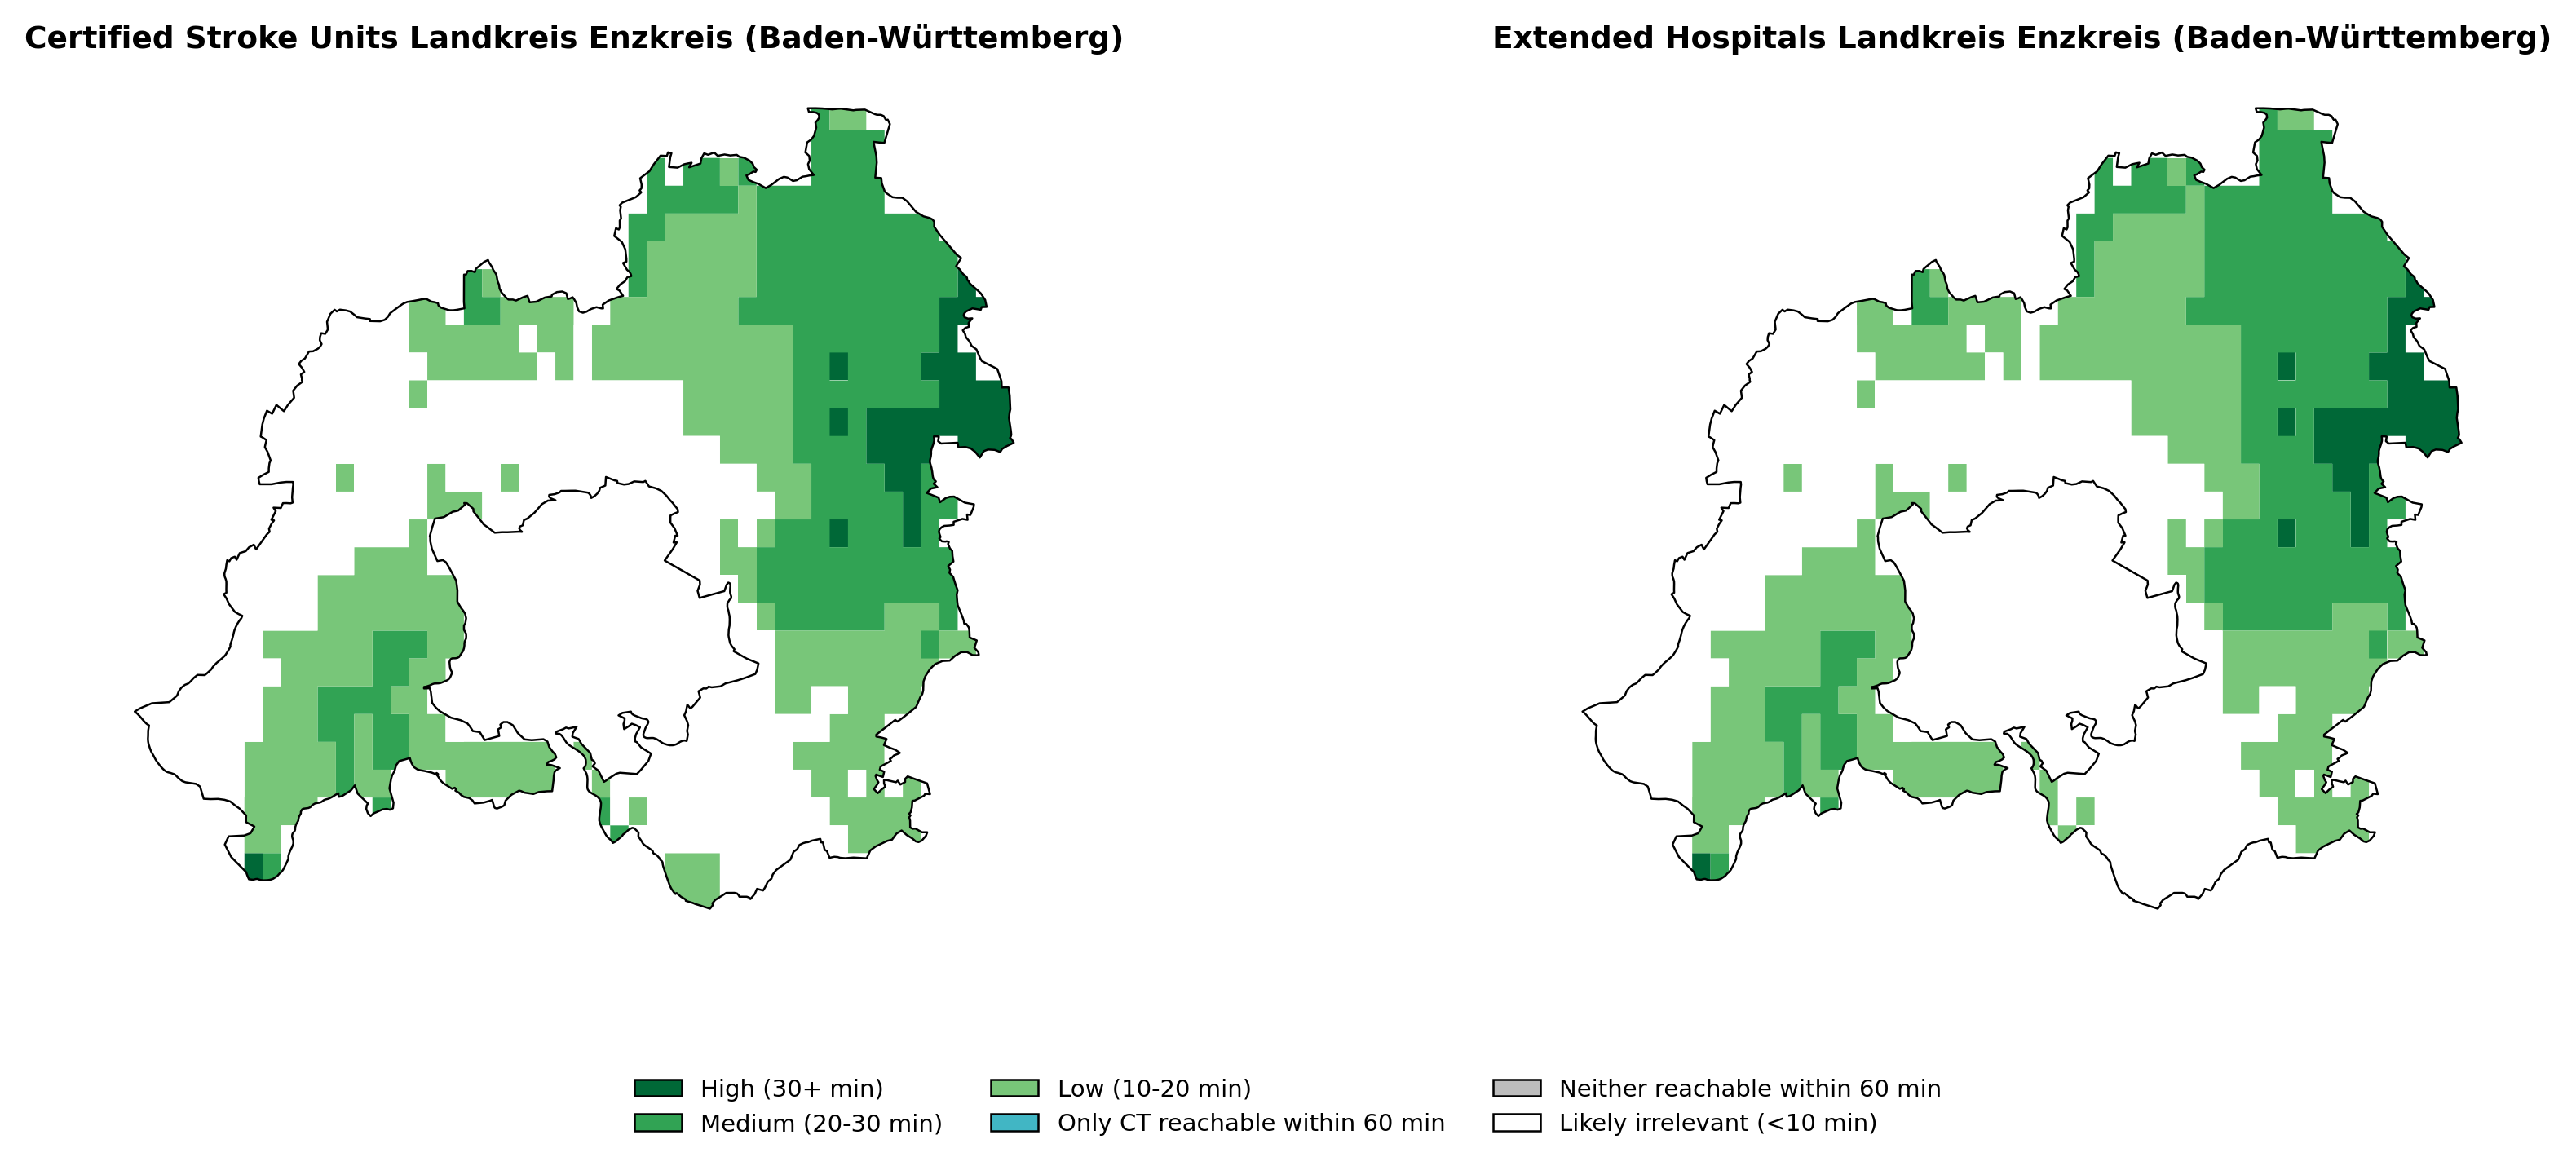 Certified Stroke Units Landkreis Enzkreis (Baden-Württemberg)
Extended Hospitals Landkreis Enzkreis (Baden-Württemberg)
High (30+ min)
Medium (20-30 min)
Low (10-20 min)
Only CT reachable within 60 min
Neither reachable within 60 min
Likely irrelevant (<10 min)